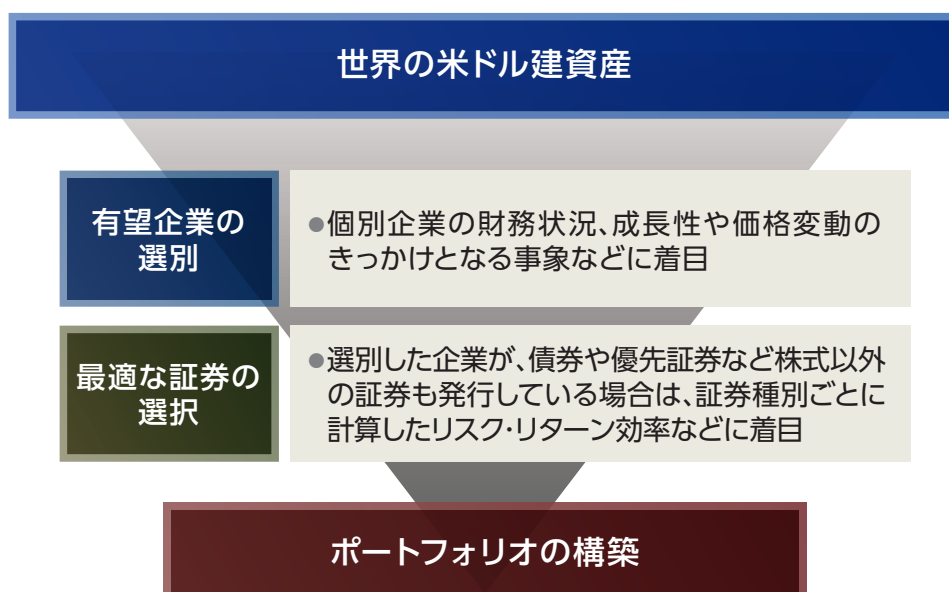 世界の米ドル建資産
有望企業の
選別
●個別企業の財務状況、成長性や価格変動の
きっかけとなる事象などに着目
最適な証券の
選択
●選別した企業が、債券や優先証券など株式以外
の証券も発行している場合は、証券種別ごとに
計算したリスク･リターン効率などに着目
ポートフォリオの構築